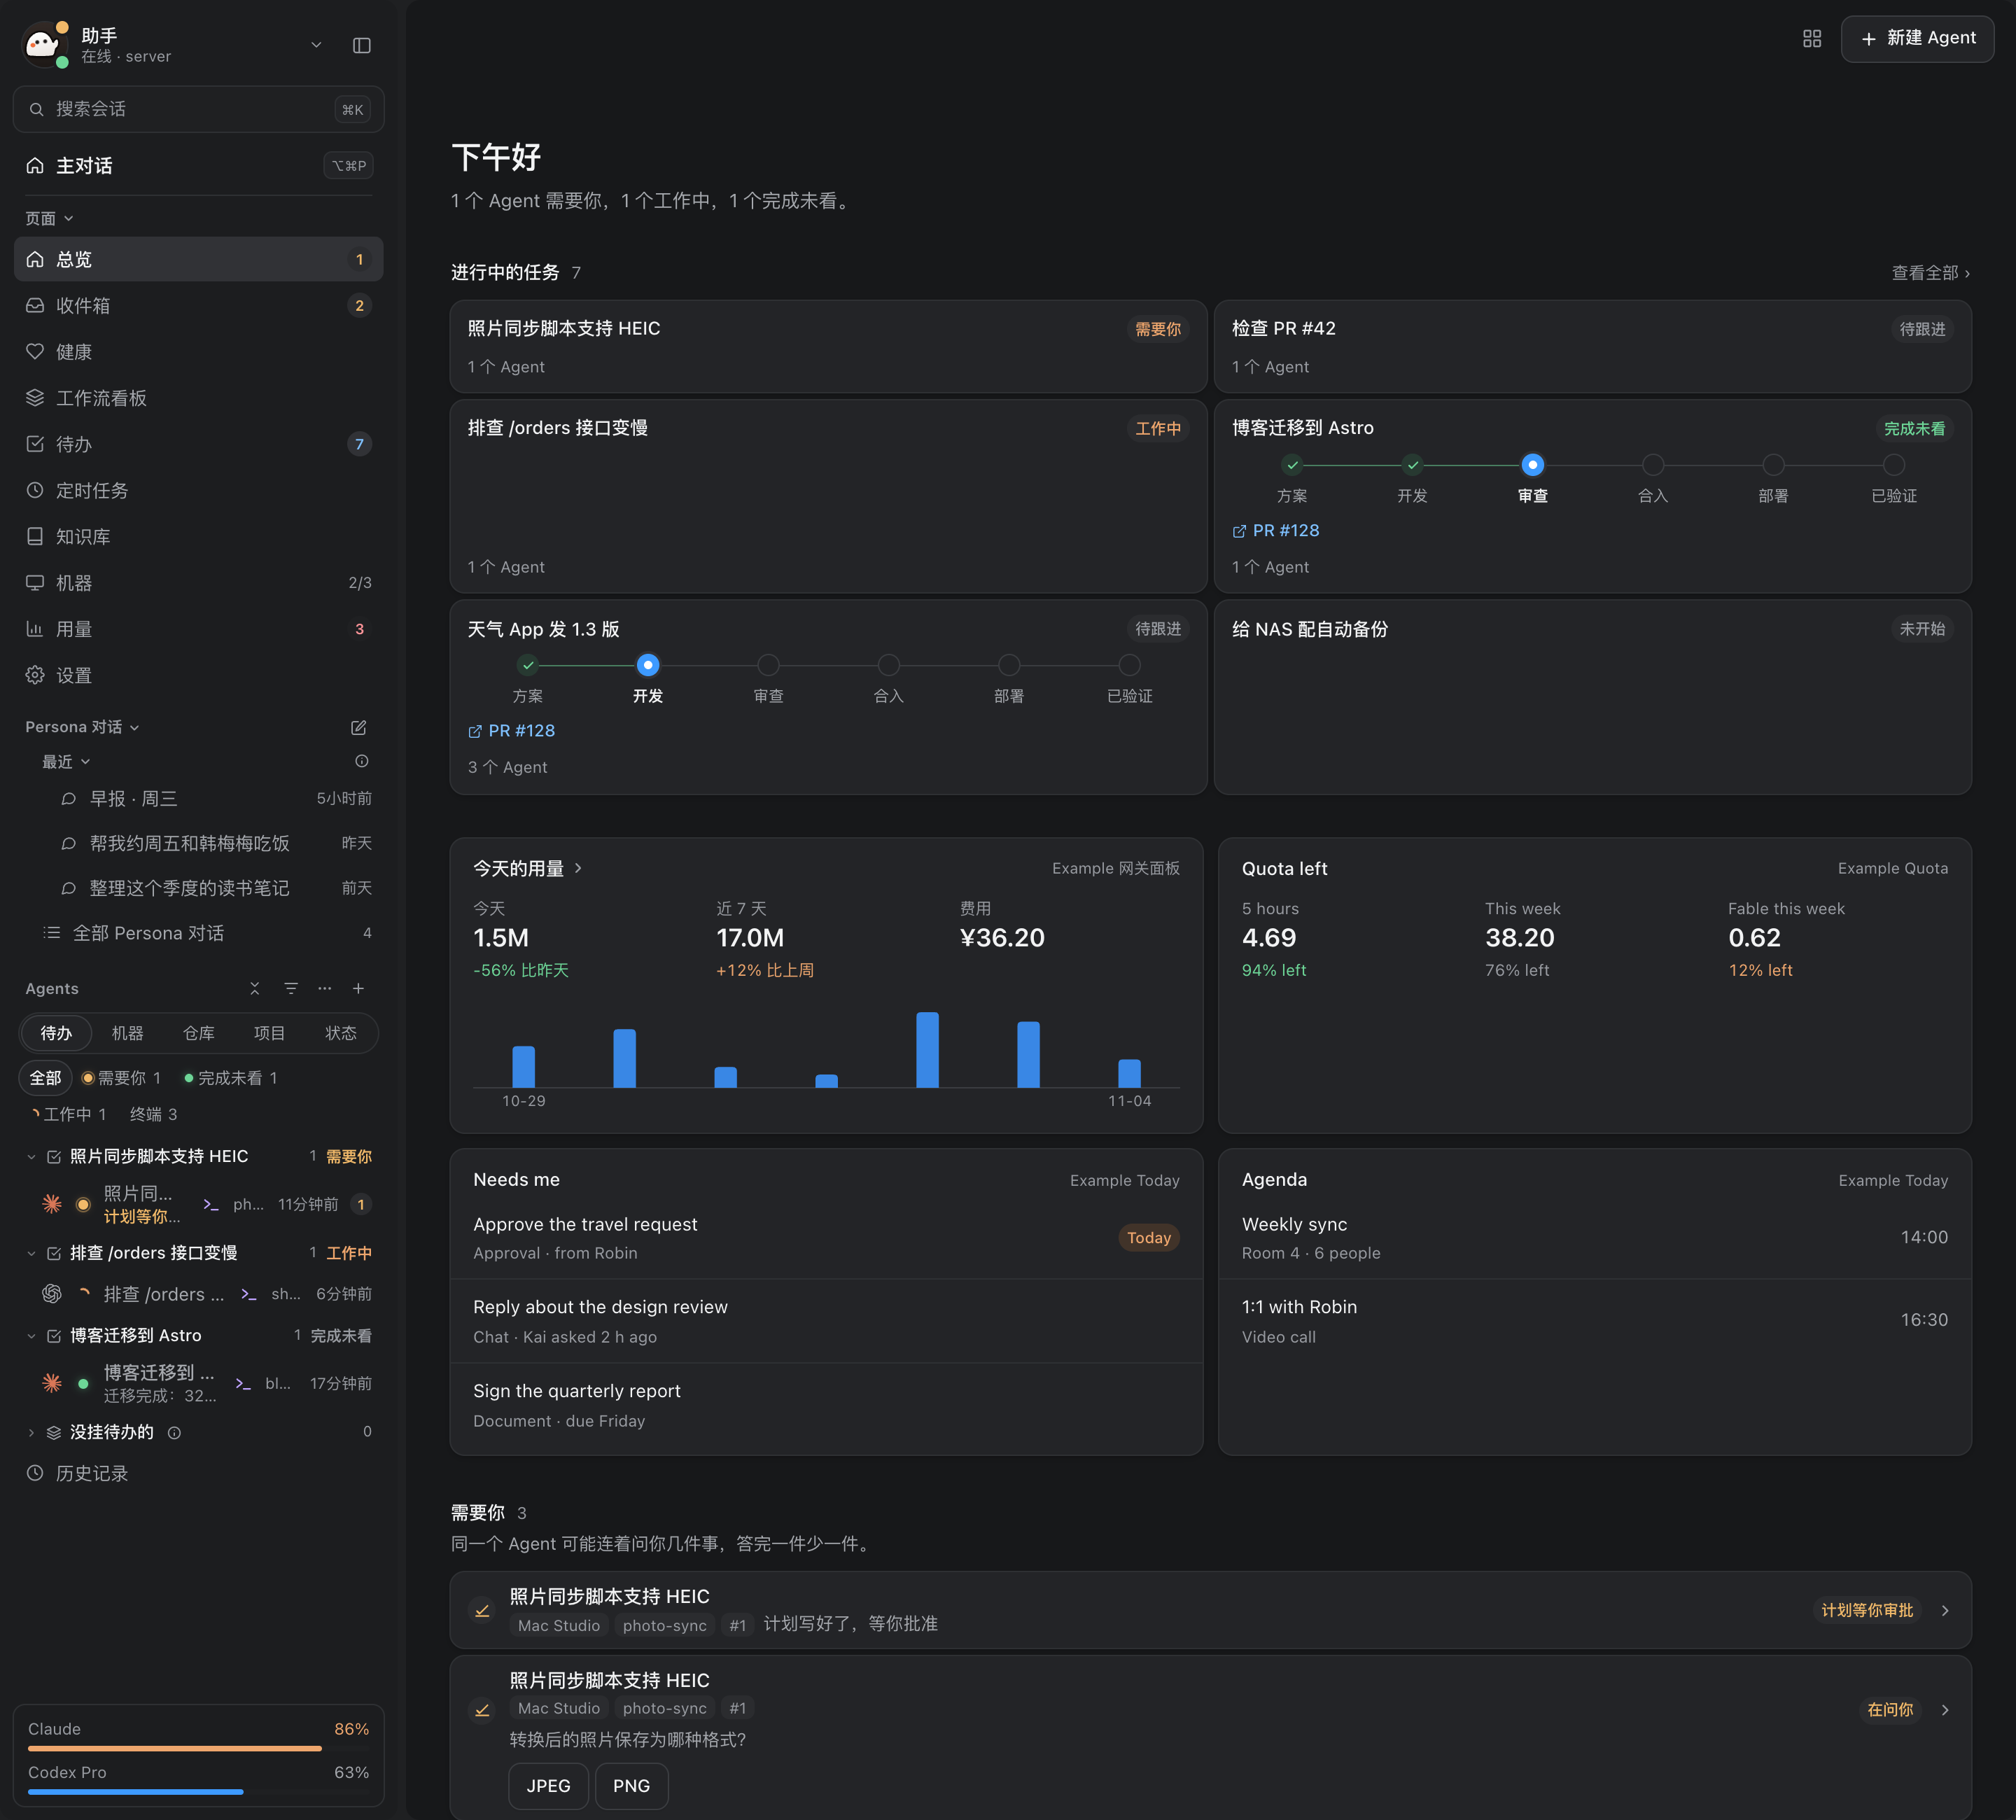 助手
在线 · server
搜索会话 ⌘K
主对话 ⌥⌘P
页面
总览 1
收件箱 2
健康
工作流看板
待办 7
定时任务
知识库
机器 2/3
用量 3
设置
Persona 对话
最近
早报 · 周三 5小时前
帮我约周五和韩梅梅吃饭 昨天
整理这个季度的读书笔记 前天
全部 Persona 对话 4
Agents
待办 机器 仓库 项目 状态
全部 需要你 1 完成未看 1
工作中 1 终端 3
照片同步脚本支持 HEIC 1 需要你
照片同... ph... 11分钟前 1
计划等你...
排查 /orders 接口变慢 1 工作中
排查 /orders ... sh... 6分钟前
博客迁移到 Astro 1 完成未看
博客迁移到 ... bl... 17分钟前
迁移完成：32...
没挂待办的 0
历史记录
Claude 86%
Codex Pro 63%
新建 Agent
下午好
1 个 Agent 需要你，1 个工作中，1 个完成未看。
进行中的任务 7 查看全部 ›
照片同步脚本支持 HEIC 需要你
1 个 Agent
检查 PR #42 待跟进
1 个 Agent
排查 /orders 接口变慢 工作中
1 个 Agent
博客迁移到 Astro 完成未看
方案 开发 审查 合入 部署 已验证
PR #128
1 个 Agent
天气 App 发 1.3 版 待跟进
方案 开发 审查 合入 部署 已验证
PR #128
3 个 Agent
给 NAS 配自动备份 未开始
今天的用量 Example 网关面板
今天 近 7 天 费用
1.5M 17.0M ¥36.20
-56% 比昨天 +12% 比上周
10-29 11-04
Quota left Example Quota
5 hours This week Fable this week
4.69 38.20 0.62
94% left 76% left 12% left
Needs me Example Today
Approve the travel request
Approval · from Robin
Today
Reply about the design review
Chat · Kai asked 2 h ago
Sign the quarterly report
Document · due Friday
Agenda Example Today
Weekly sync
Room 4 · 6 people
14:00
1:1 with Robin
Video call
16:30
需要你 3
同一个 Agent 可能连着问你几件事，答完一件少一件。
照片同步脚本支持 HEIC
Mac Studio photo-sync #1 计划写好了，等你批准
计划等你审批
照片同步脚本支持 HEIC
Mac Studio photo-sync #1
转换后的照片保存为哪种格式?
在问你
JPEG PNG